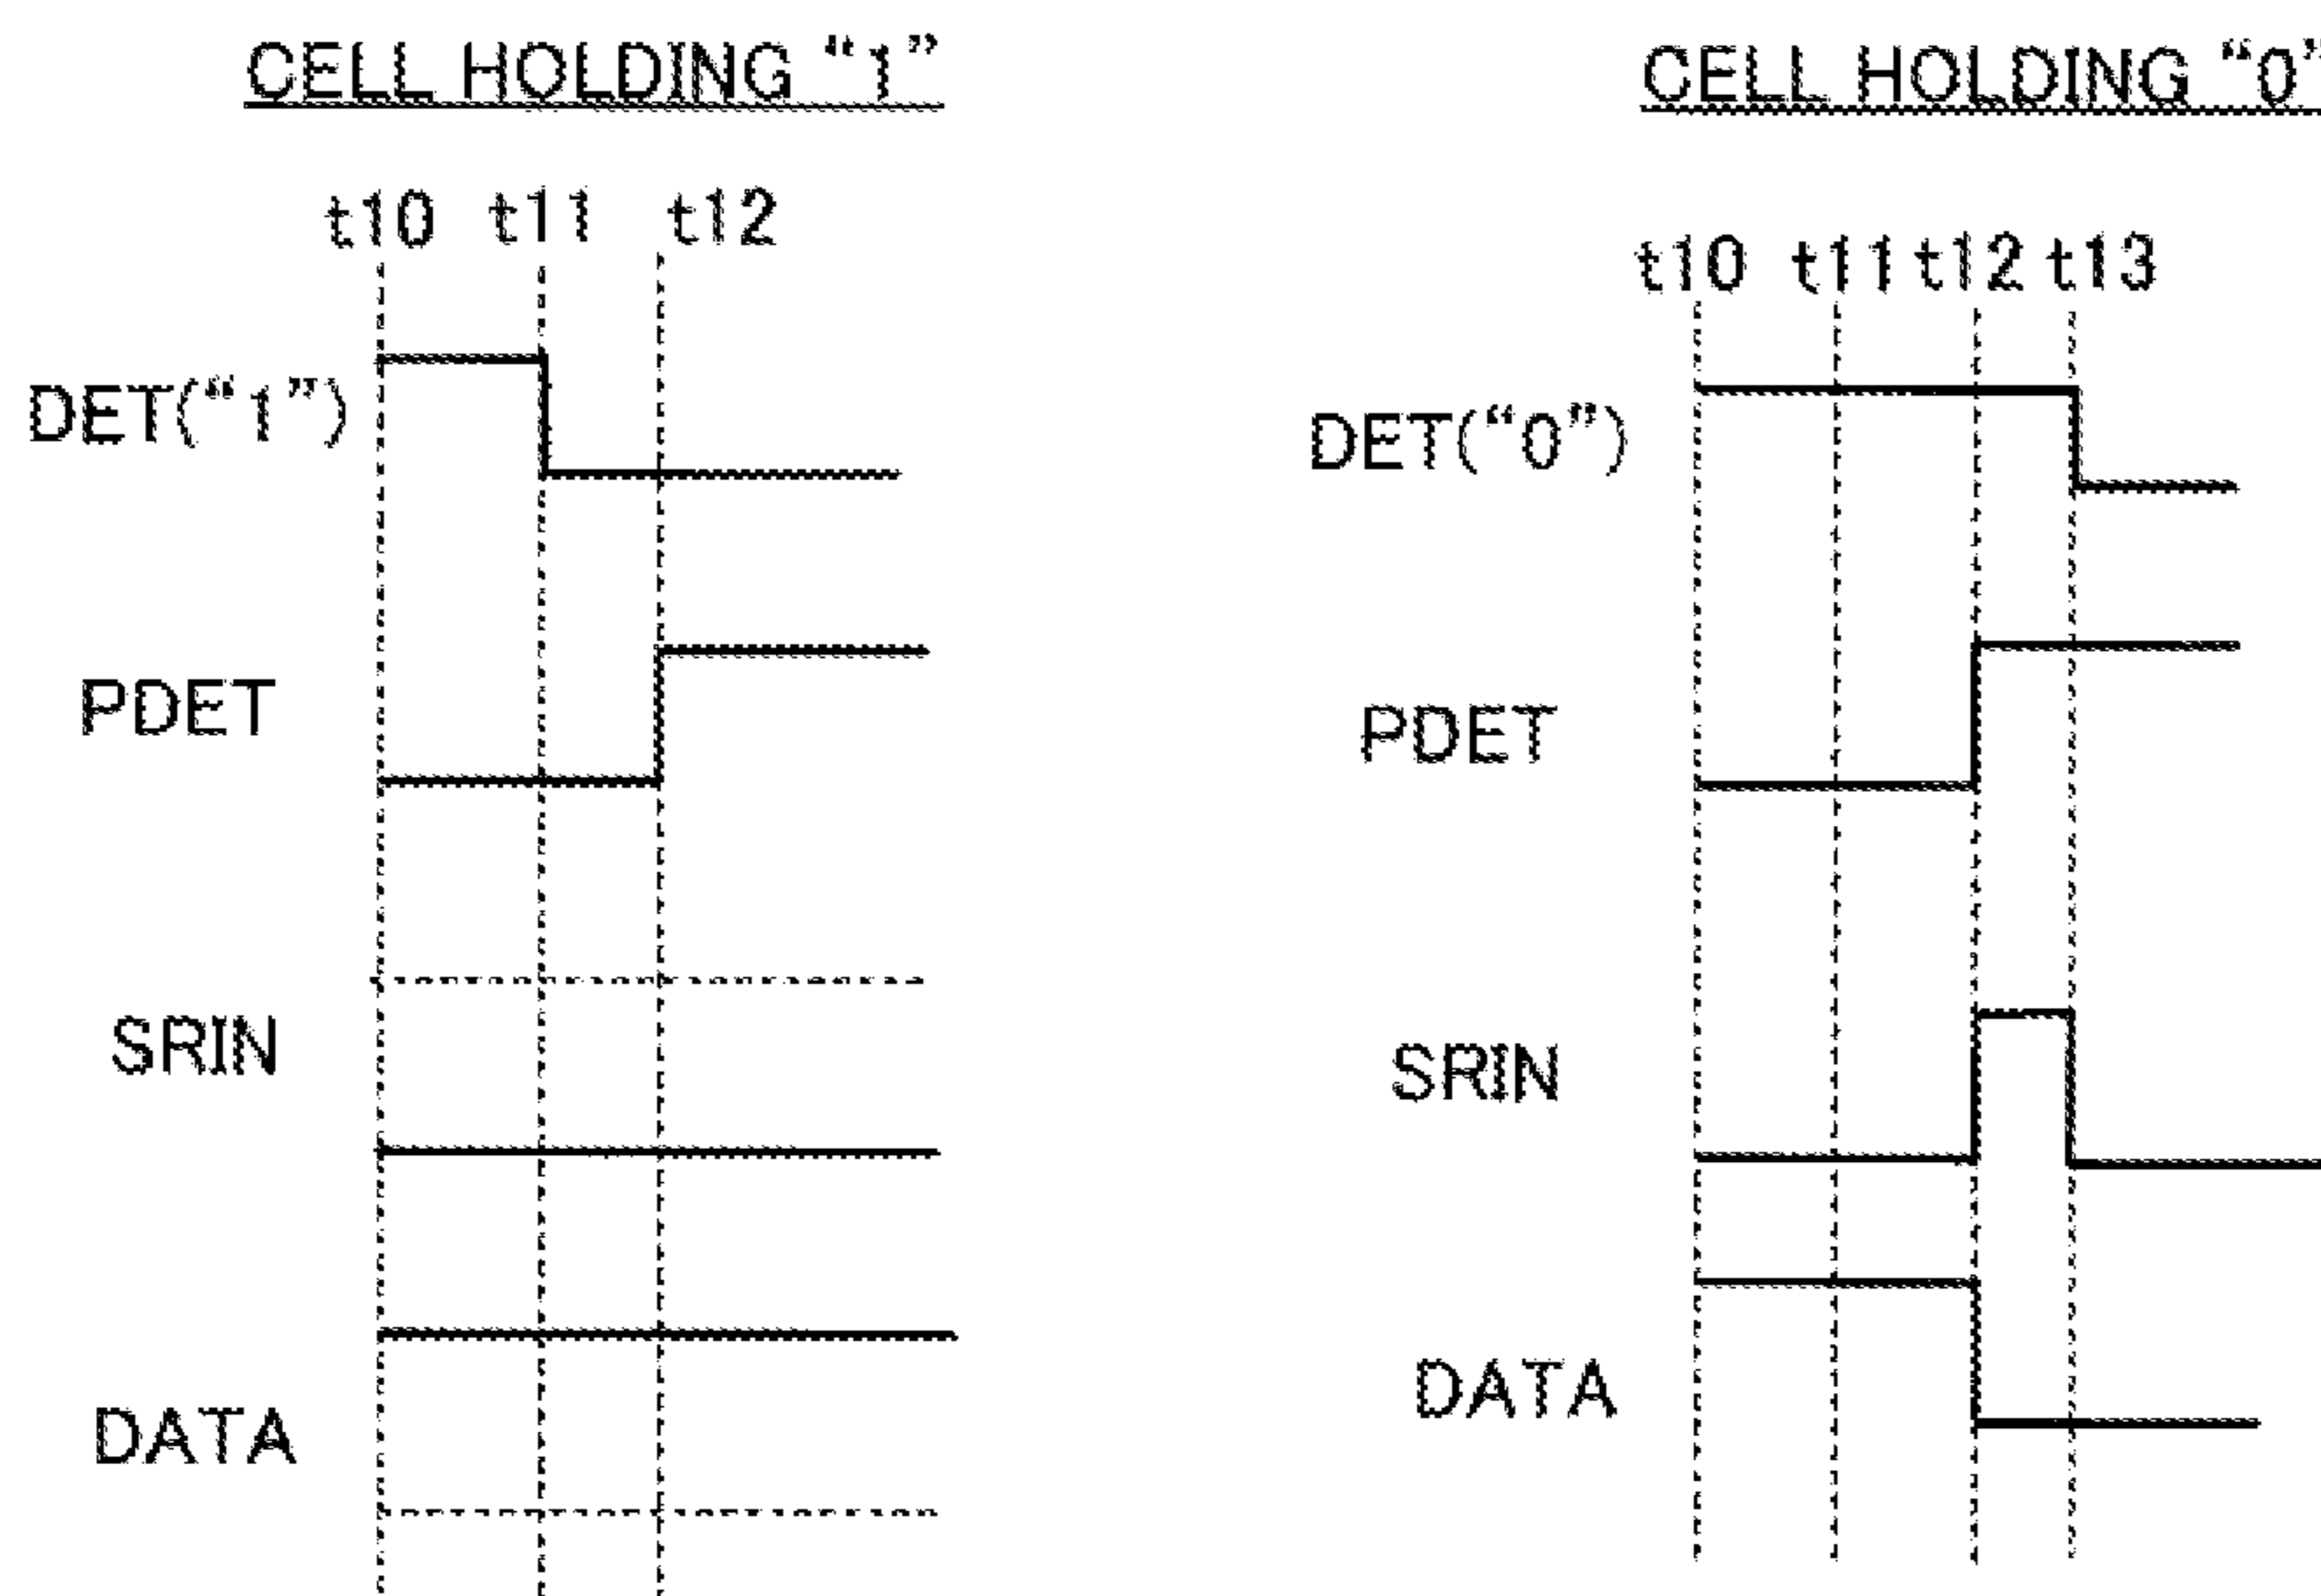 CELL HOLDING “1”
t10 t11 t12
DET(“1”)
PDET
SRIN
DATA
CELL HOLDING “0”
t10 t11 t12 t13
DET(“0”)
PDET
SRIN
DATA